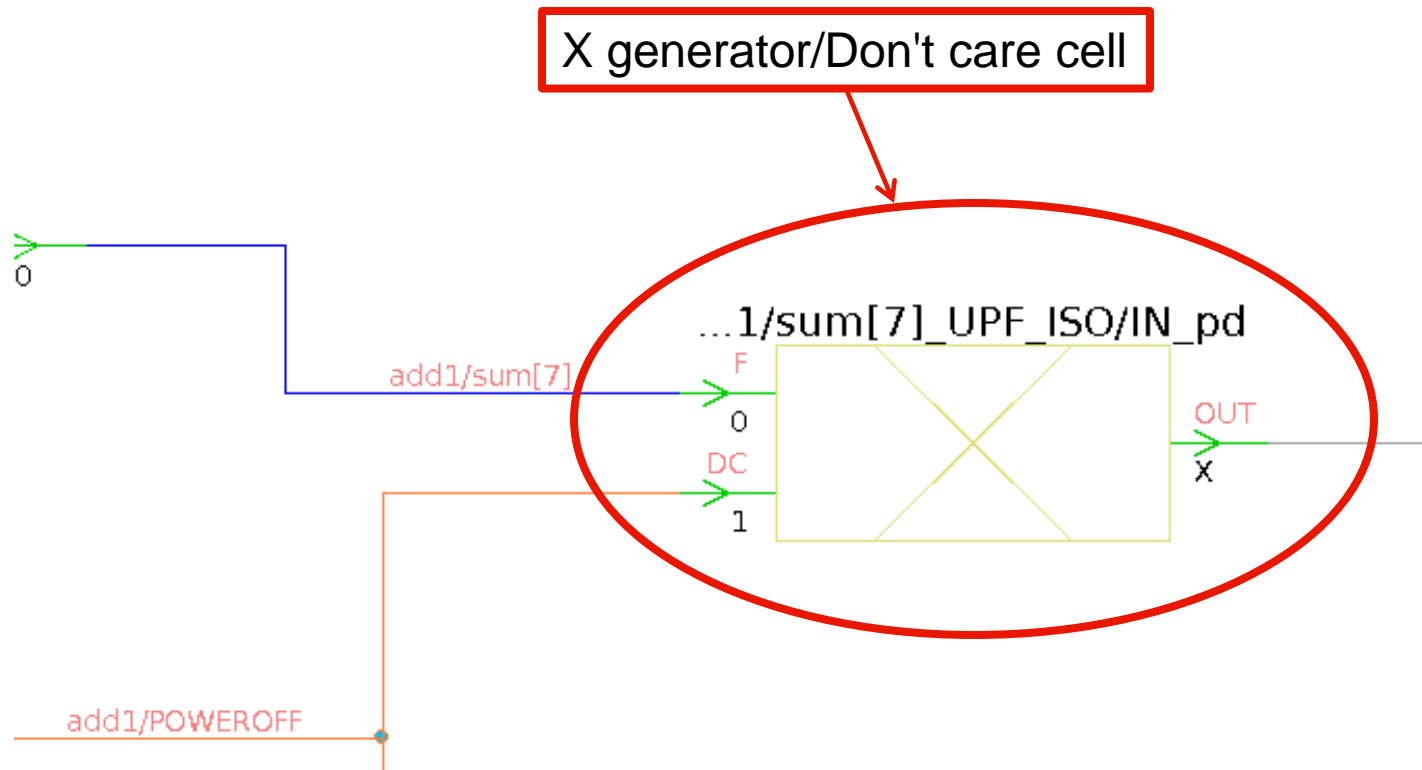 X generator/Don't care cell
0
...1/sum[7]_UPF_ISO/IN_pd
F
add1/sum[7]
0
OUT
X
DC
1
add1/POWEROFF